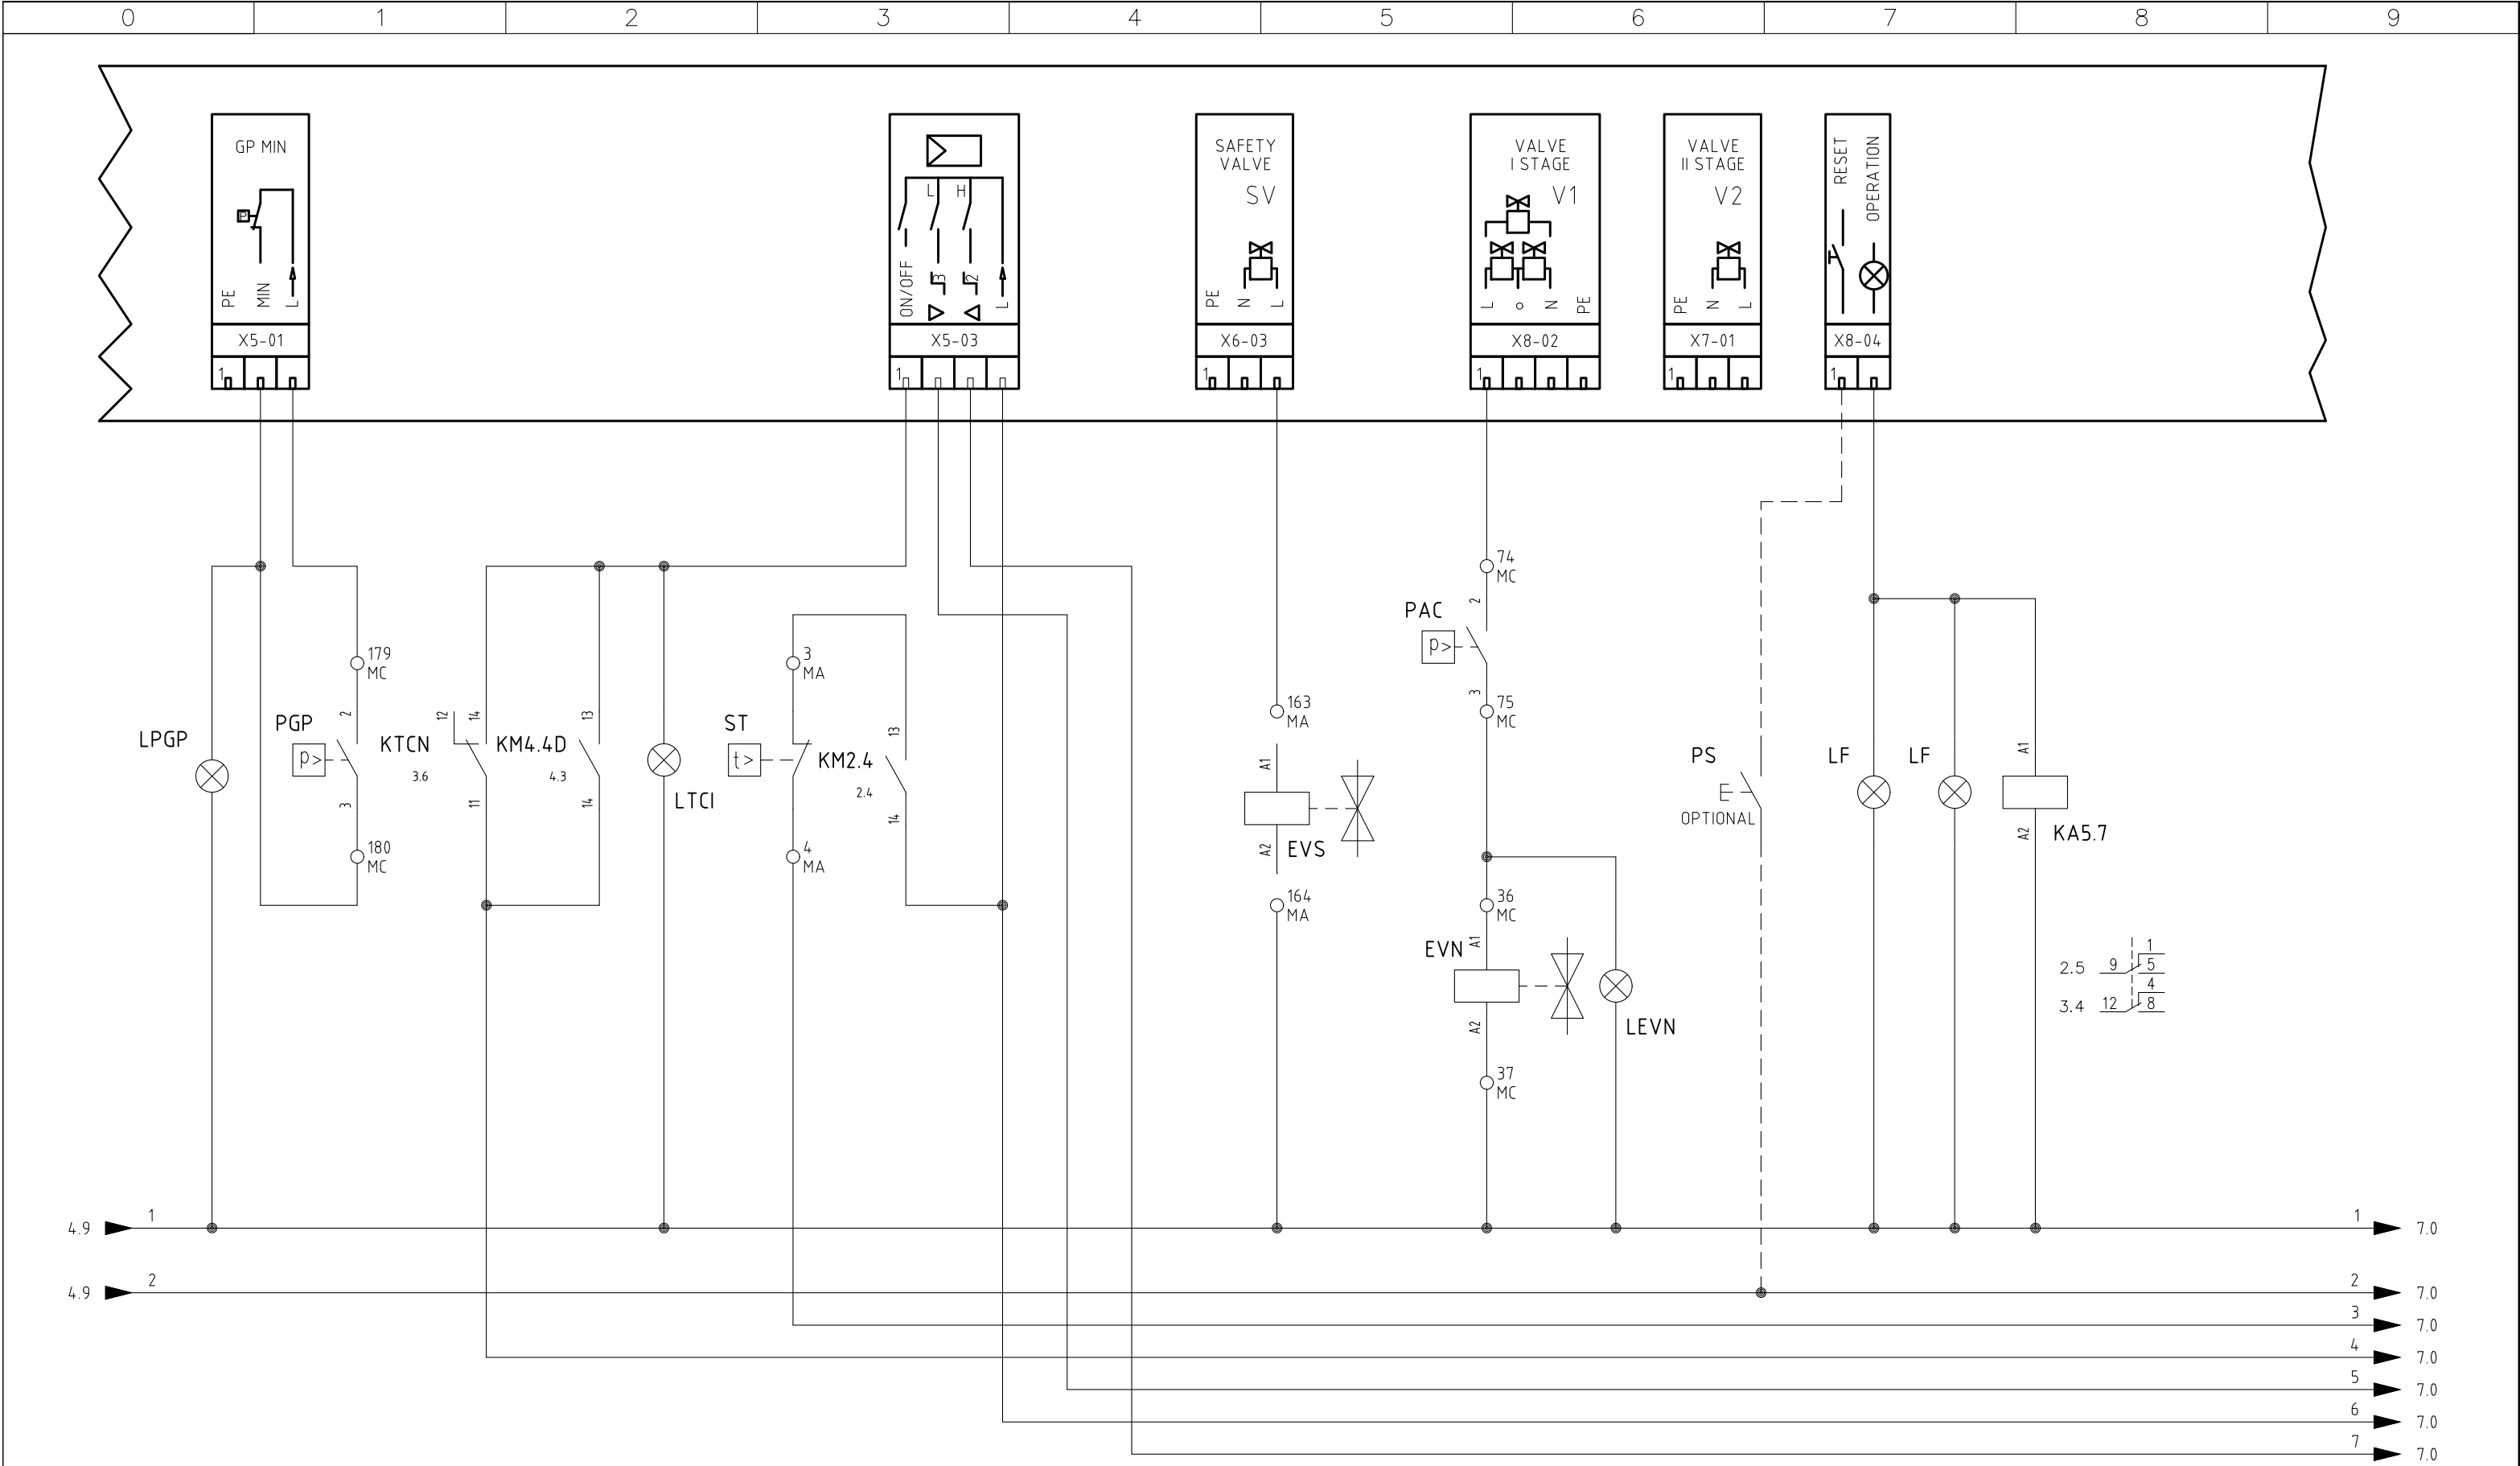 0 1 2 3 4 5 6 7 8 9
GP MIN
P
PE MIN L
X5-01
1
L H
ON/OFF 3 2 L
X5-03
1
SAFETY
VALVE
SV
PE N L
X6-03
1
VALVE
I STAGE
V1
L N PE
X8-02
1
VALVE
II STAGE
V2
PE N L
X7-01
1
RESET
OPERATION
X8-04
1
LPGP
179
MC
2
PGP
p>
3
180
MC
12 14
KTCN
3.6
11
13
KM4.4D
4.3
14
LTCI
3
MA
ST
t>
4
MA
13
KM2.4
2.4
14
163
MA
A1
A2
EVS
164
MA
74
MC
2
PAC
p>
3
75
MC
36
MC
EVN
A1
A2
37
MC
LEVN
PS
E
OPTIONAL
LF
LF
A1
A2
KA5.7
1
2.5 9 5
4
3.4 12 8
4.9 1 1 7.0
4.9 2 2 7.0
3 7.0
4 7.0
5 7.0
6 7.0
7 7.0